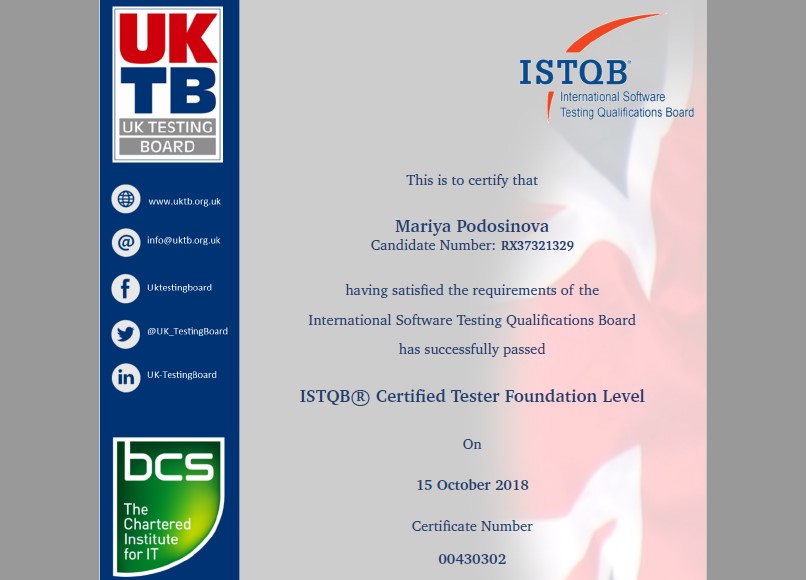 UK
TB
UK TESTING
BOARD
www.uktb.org.uk
info@uktb.org.uk
Uktestingboard
@UK_TestingBoard
in
UK-TestingBoard
bcs
The
Chartered
Institute
for IT
ISTQB®
International Software
Testing Qualifications Board
This is to certify that
Mariya Podosinova
Candidate Number: RX37321329
having satisfied the requirements of the
International Software Testing Qualifications Board
has successfully passed
ISTQB® Certified Tester Foundation Level
On
15 October 2018
Certificate Number
00430302